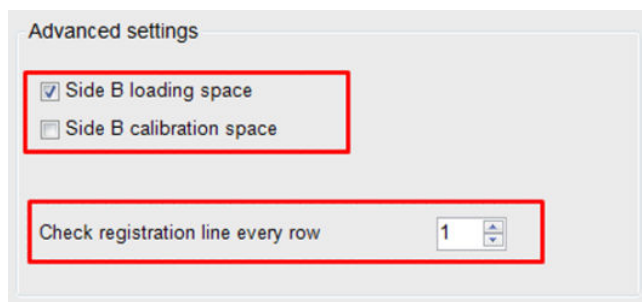 Advanced settings
Side B loading space
Side B calibration space
Check registration line every row 1